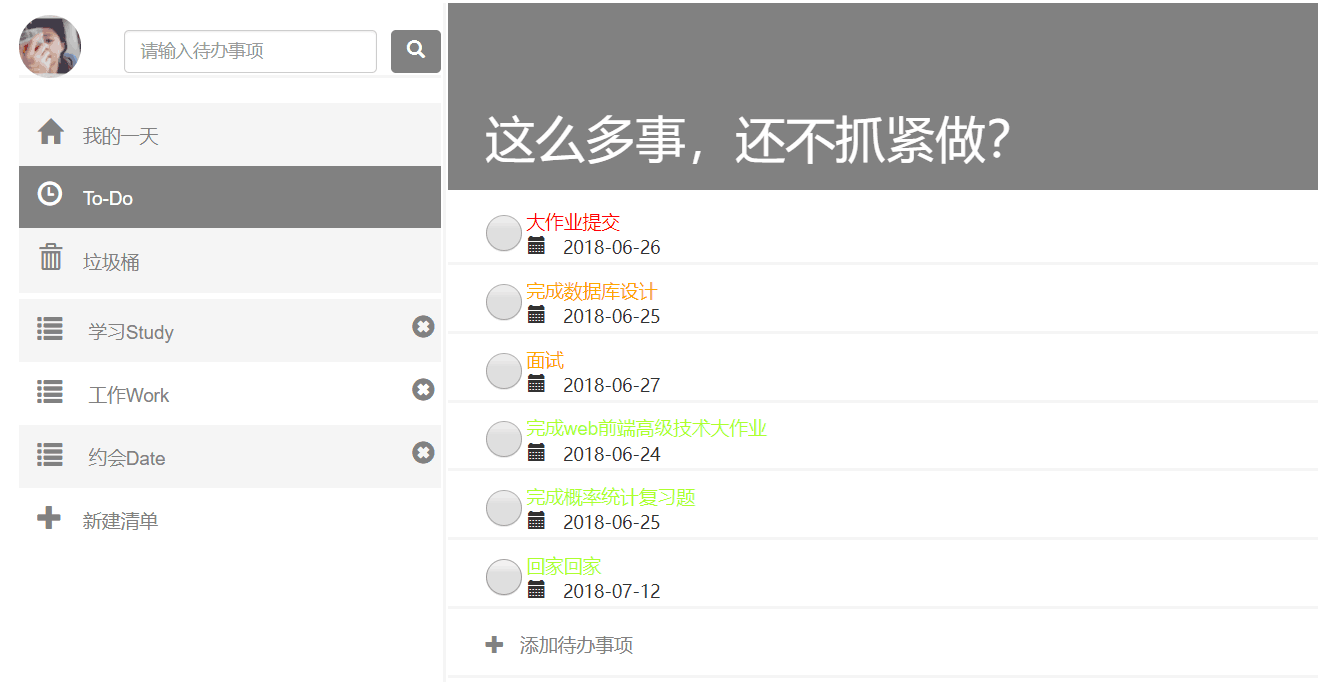 请输入待办事项
我的一天
To-Do
垃圾桶
学习Study
工作Work
约会Date
新建清单
这么多事，还不抓紧做？
大作业提交
2018-06-26
完成数据库设计
2018-06-25
面试
2018-06-27
完成web前端高级技术大作业
2018-06-24
完成概率统计复习题
2018-06-25
回家回家
2018-07-12
添加待办事项